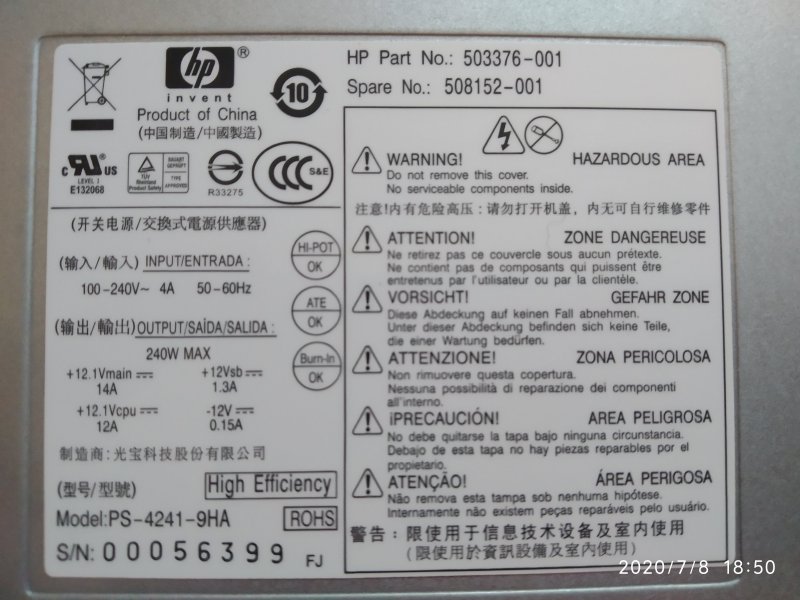 hp ®
invent
10
Product of China
(中国制造/中國製造)
HP Part No.: 503376-001
Spare No.: 508152-001
c RU ® US
LEVEL 3
E132068
TÜV
Rheinland
Product Safety
BAUART
GEPRÜFT
TYPE
APPROVED
R33275
CCC S&E
(开关电源/交换式電源供應器)
(输入/輸入) INPUT/ENTRADA:
100-240V~ 4A 50-60Hz
(输出/輸出) OUTPUT/SAÍDA/SALIDA:
240W MAX
+12.1Vmain +12Vsb
14A 1.3A
+12.1Vcpu -12V
12A 0.15A
HI-POT
OK
ATE
OK
Burn-In
OK
制造商:光宝科技股份有限公司
(型号/型號) High Efficiency
Model:PS-4241-9HA ROHS
S/N: 00056399 FJ
WARNING! HAZARDOUS AREA
Do not remove this cover.
No serviceable components inside.
注意!内有危险高压:请勿打开机盖,内无可自行维修零件
ATTENTION! ZONE DANGEREUSE
Ne retirez pas ce couvercle sous aucun prétexte.
Ne contient pas de composants qui puissent être
entretenus par l'utilisateur ou par la clientèle.
VORSICHT! GEFAHR ZONE
Diese Abdeckung auf keinen Fall abnehmen.
Unter dieser Abdeckung befinden sich keine Teile,
die einer Wartung bedürfen.
ATTENZIONE! ZONA PERICOLOSA
Non rimuovere questa copertura.
Nessuna possibilità di reparazione dei componenti
all'interno.
¡PRECAUCIÓN! AREA PELIGROSA
No debe quitarse la tapa bajo ninguna circunstancia.
Debajo de esta tapa no hay piezas reparables por el
propietario.
ATENÇÃO! ÁREA PERIGOSA
Não remova esta tampa sob nenhuma hipótese.
Internamente não existem peças reparáveis pelo usuário.
警告:限使用于信息技术设备及室内使用
(限使用於資訊設備及室内使用)
2020/7/8 18:50